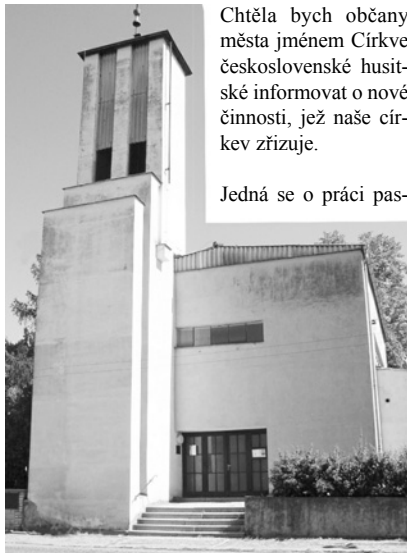 Chtěla bych občany
města jménem Církve
československé husit-
ské informovat o nové
činnosti, jež naše cír-
kev zřizuje.
Jedná se o práci pas-